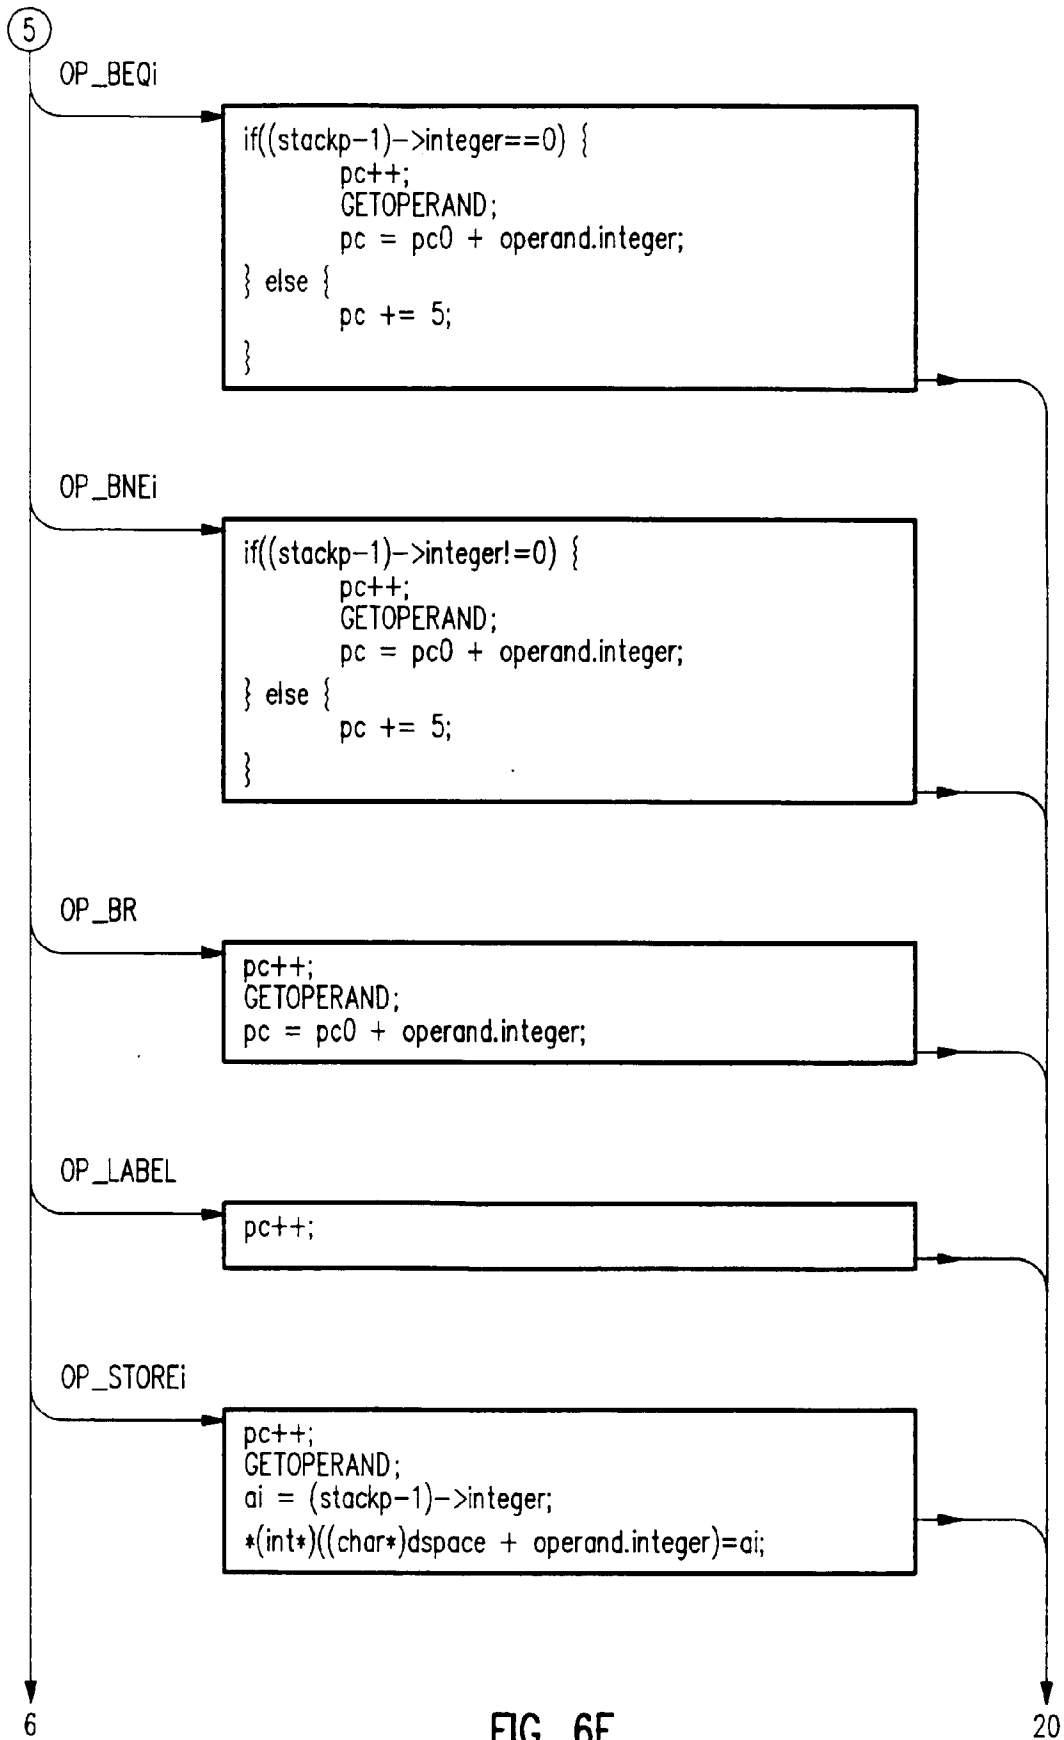 5
OP_BEQi
if((stackp-1)->integer==0) {
pc++;
GETOPERAND;
pc = pc0 + operand.integer;
} else {
pc += 5;
}
OP_BNEi
if((stackp-1)->integer!=0) {
pc++;
GETOPERAND;
pc = pc0 + operand.integer;
} else {
pc += 5;
}
OP_BR
pc++;
GETOPERAND;
pc = pc0 + operand.integer;
OP_LABEL
pc++;
OP_STOREi
pc++;
GETOPERAND;
ai = (stackp-1)->integer;
*(int*)((char*)dspace + operand.integer)=ai;
6
FIG. 6E
20